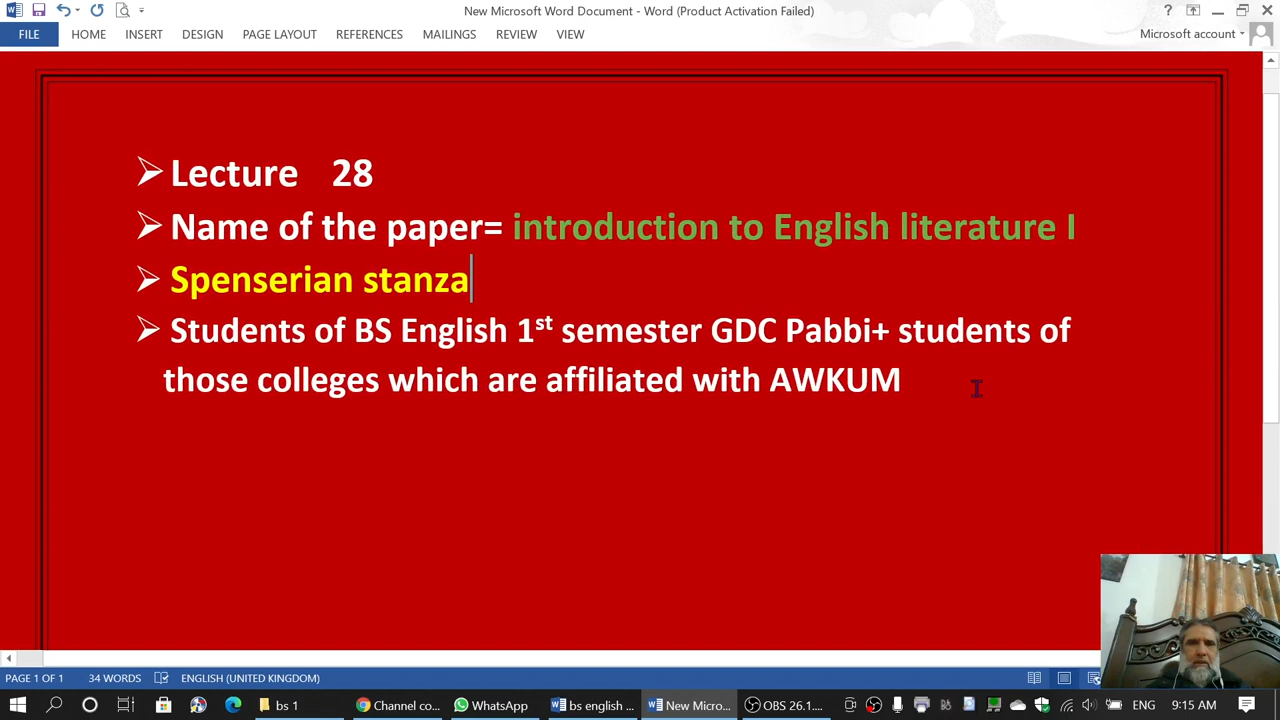 New Microsoft Word Document - Word (Product Activation Failed)
FILE HOME INSERT DESIGN PAGE LAYOUT REFERENCES MAILINGS REVIEW VIEW Microsoft account
Lecture 28
Name of the paper= introduction to English literature I
Spenserian stanza
Students of BS English 1st semester GDC Pabbi+ students of
those colleges which are affiliated with AWKUM
PAGE 1 OF 1 34 WORDS ENGLISH (UNITED KINGDOM)
bs 1 Channel co... WhatsApp bs english ... New Micro... OBS 26.1.... ENG 9:15 AM